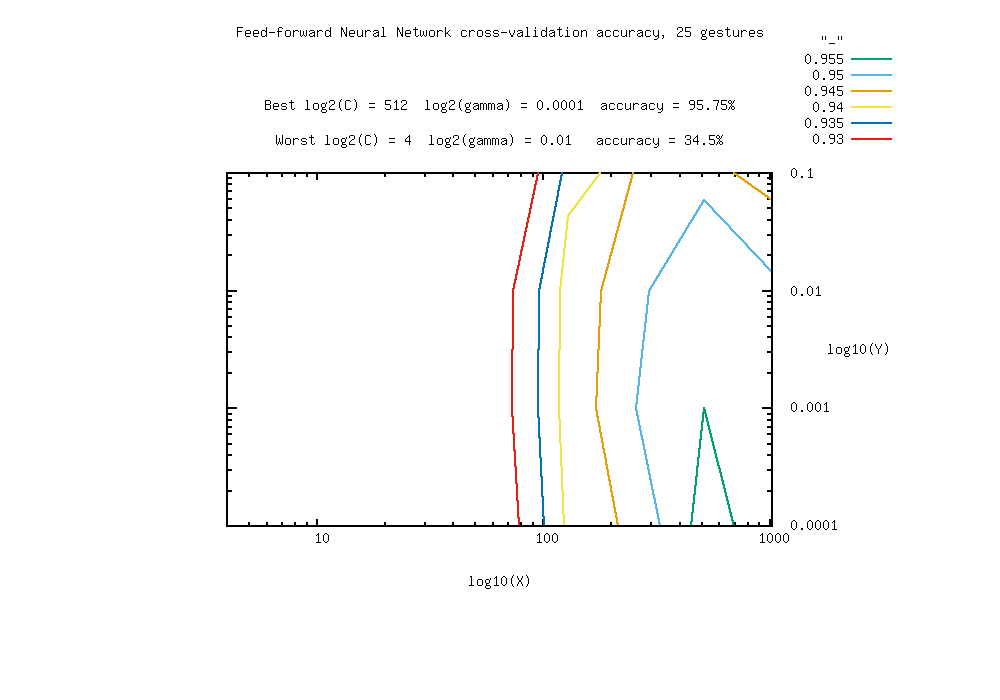 Feed-forward Neural Network cross-validation accuracy, 25 gestures
"_"
0.955
0.95
0.945
0.94
0.935
0.93
Best log2(C) = 512  log2(gamma) = 0.0001  accuracy = 95.75%
Worst log2(C) = 4  log2(gamma) = 0.01   accuracy = 34.5%
0.1
0.01
log10(Y)
0.001
0.0001
10
100
1000
log10(X)